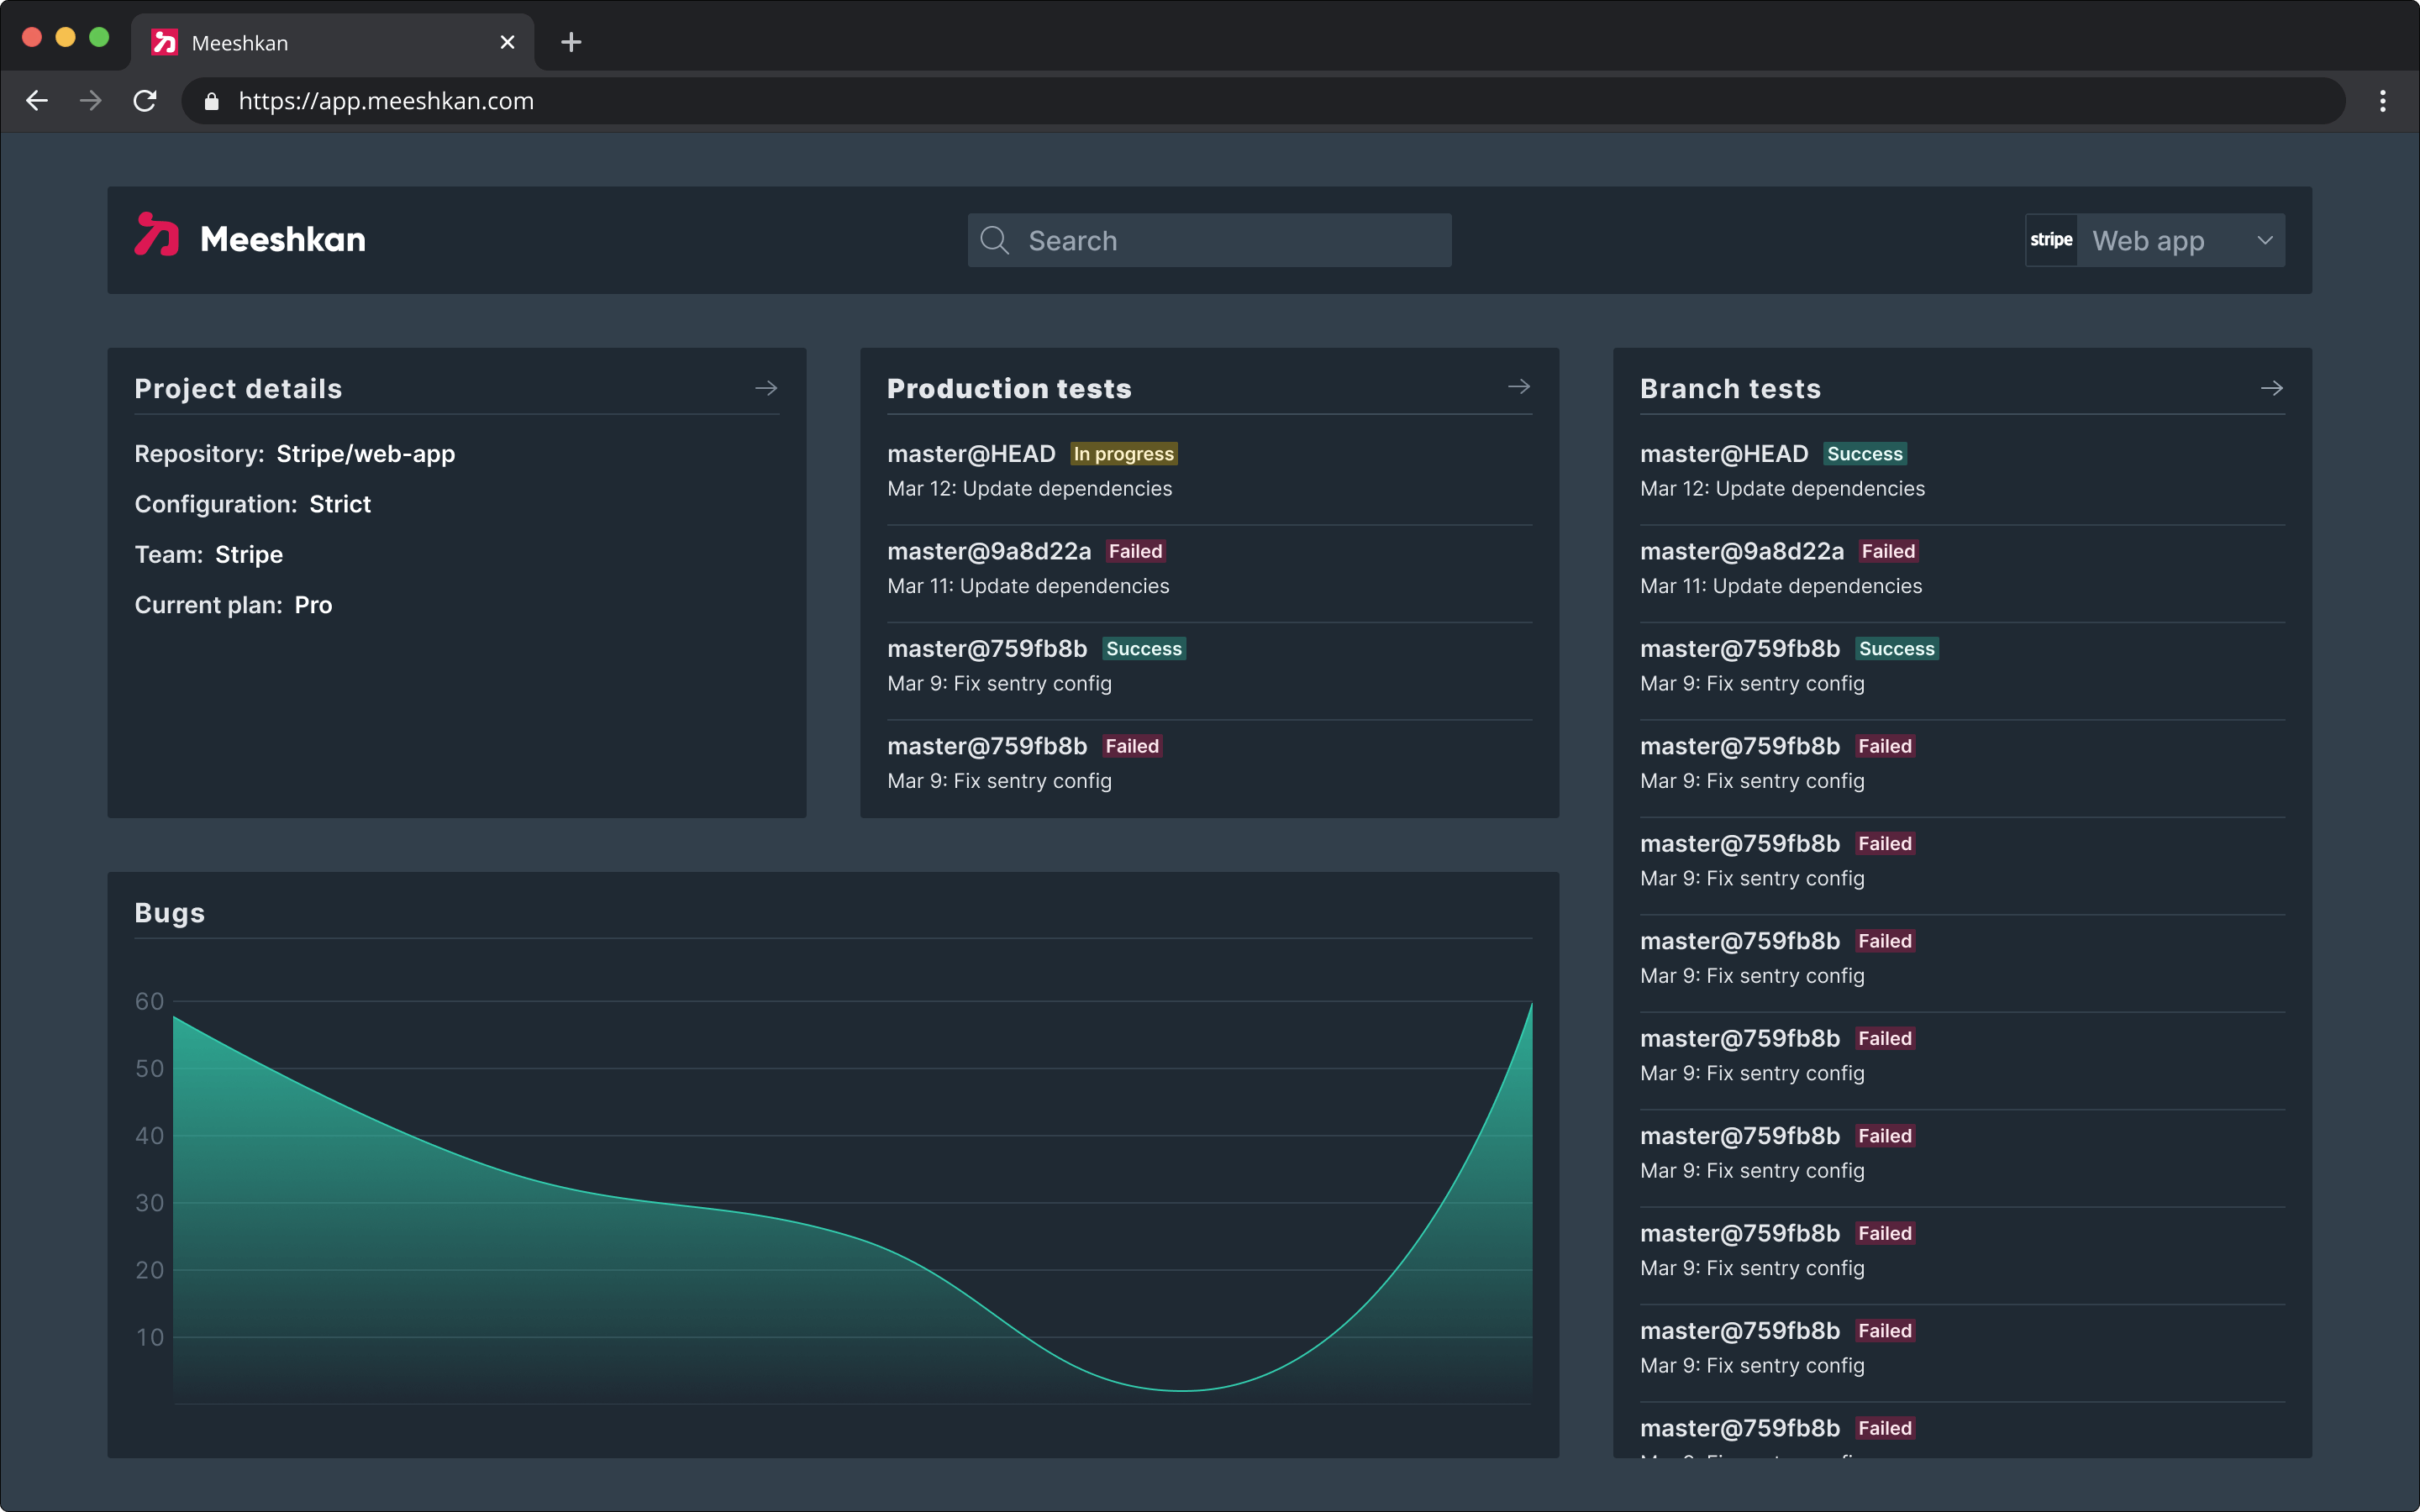 Meeshkan
https://app.meeshkan.com
Meeshkan
Search
stripe
Web app
Project details
Repository: Stripe/web-app
Configuration: Strict
Team: Stripe
Current plan: Pro
Production tests
master@HEAD In progress
Mar 12: Update dependencies
master@9a8d22a Failed
Mar 11: Update dependencies
master@759fb8b Success
Mar 9: Fix sentry config
master@759fb8b Failed
Mar 9: Fix sentry config
Branch tests
master@HEAD Success
Mar 12: Update dependencies
master@9a8d22a Failed
Mar 11: Update dependencies
master@759fb8b Success
Mar 9: Fix sentry config
master@759fb8b Failed
Mar 9: Fix sentry config
master@759fb8b Failed
Mar 9: Fix sentry config
master@759fb8b Failed
Mar 9: Fix sentry config
master@759fb8b Failed
Mar 9: Fix sentry config
master@759fb8b Failed
Mar 9: Fix sentry config
master@759fb8b Failed
Mar 9: Fix sentry config
master@759fb8b Failed
Mar 9: Fix sentry config
master@759fb8b Failed
Bugs
60
50
40
30
20
10